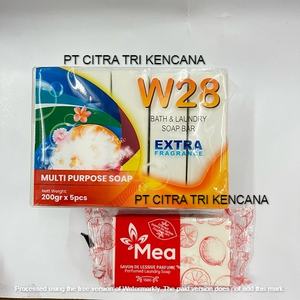 PT CITRA TRI KENCANA
W28
BATH & LAUNDRY
SOAP BAR
EXTRA
FRAGRANCE
MULTI PURPOSE SOAP
Nett Weight:
200gr x 5pcs
PT CITRA TRI KENCANA
Mea
SAVON DE LESSIVE PARFUMÉ
Perfumed Laundry Soap
Processed using the free version of Watermarkly. The paid version does not add this mark.